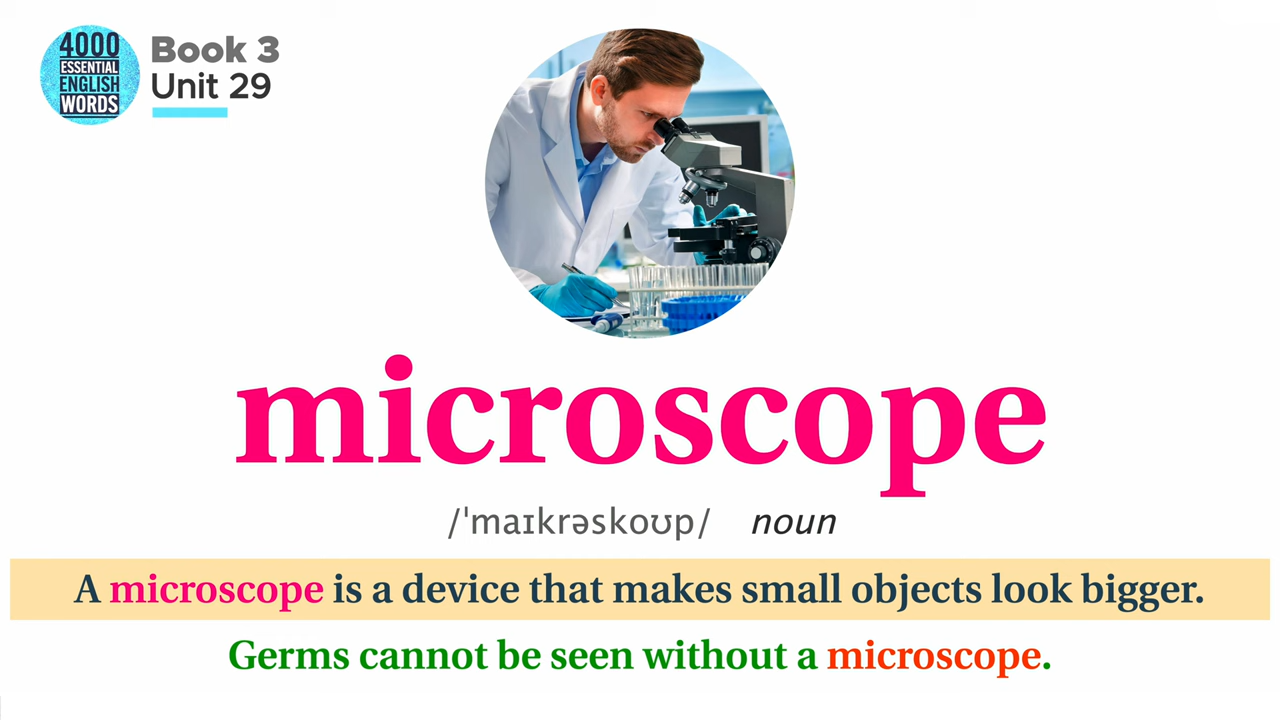 4000
ESSENTIAL
ENGLISH
WORDS
Book 3
Unit 29
microscope
/ˈmaɪkrəskoʊp/ noun
A microscope is a device that makes small objects look bigger.
Germs cannot be seen without a microscope.